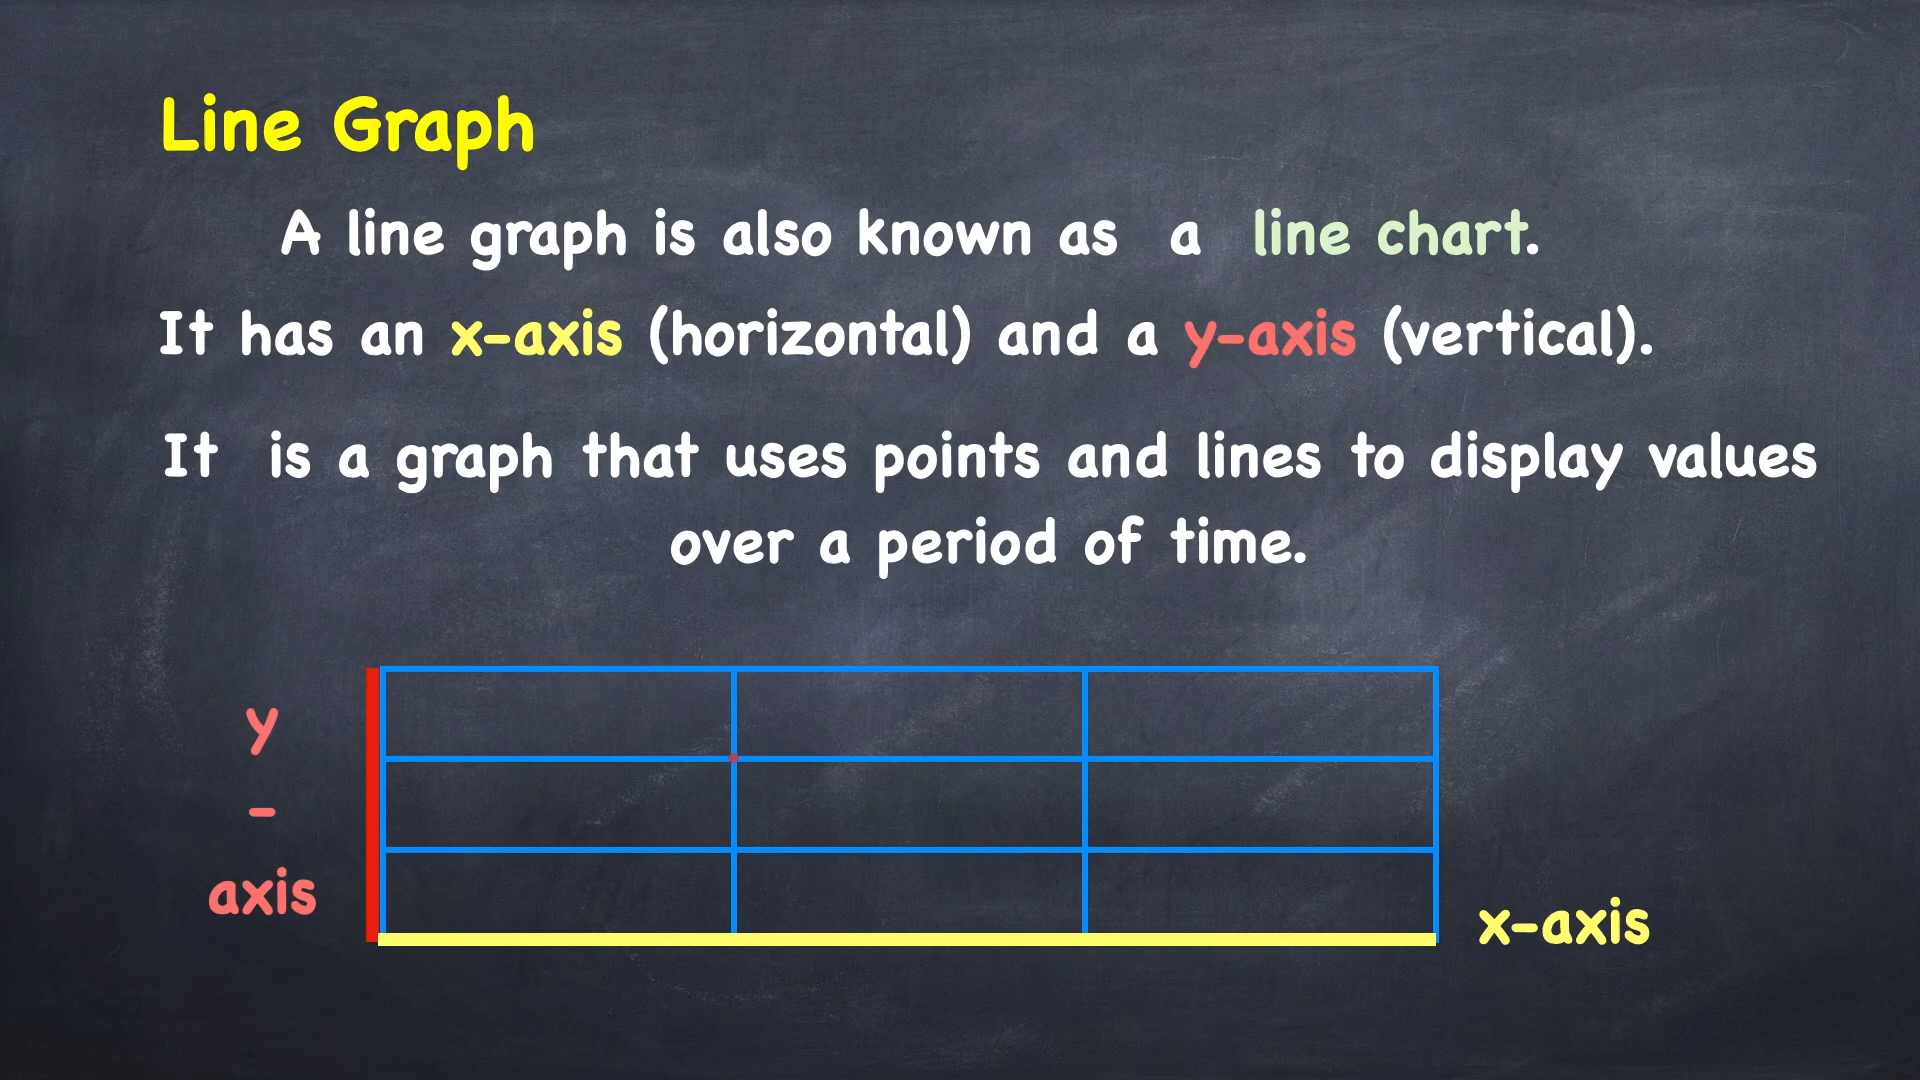 Line Graph
A line graph is also known as a line chart.
It has an x-axis (horizontal) and a y-axis (vertical).
It is a graph that uses points and lines to display values
over a period of time.
y
-
axis
x-axis